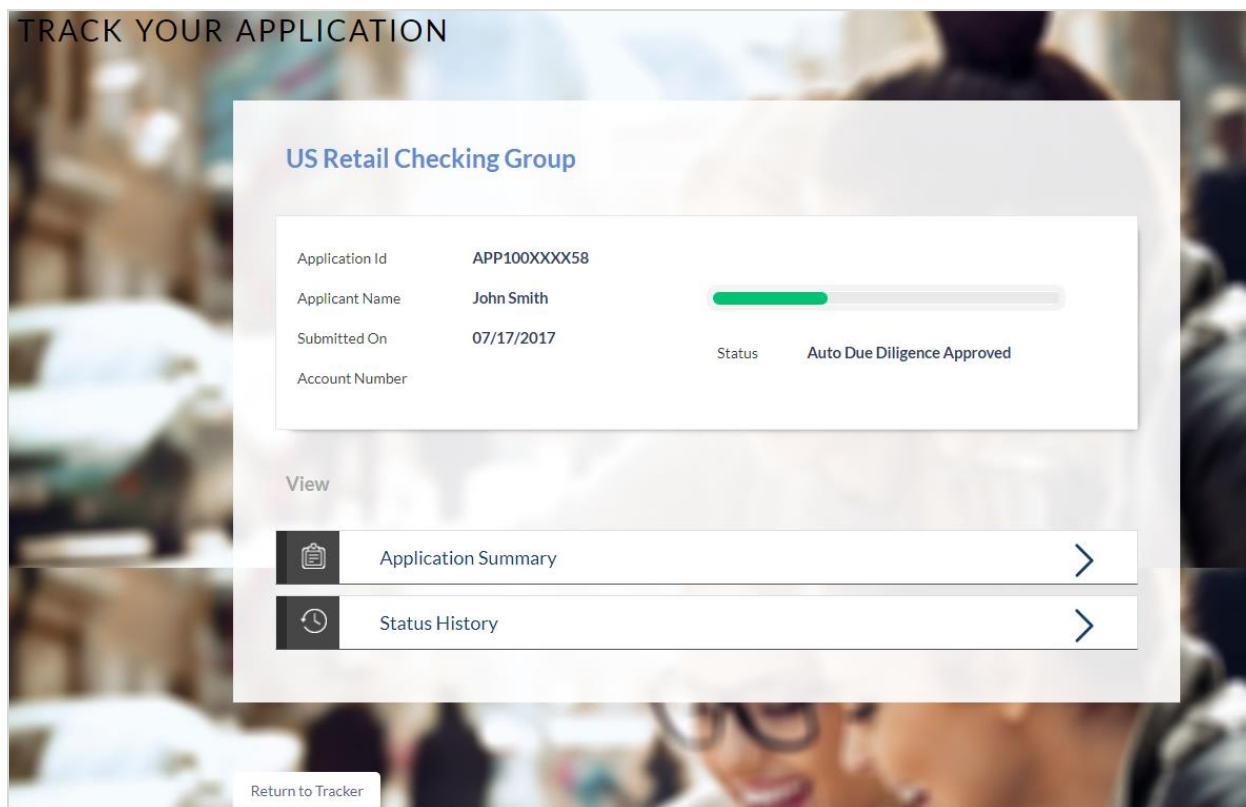 TRACK YOUR APPLICATION
US Retail Checking Group
Application Id APP100XXXX58
Applicant Name John Smith
Submitted On 07/17/2017
Status Auto Due Diligence Approved
Account Number
View
Application Summary
Status History
Return to Tracker